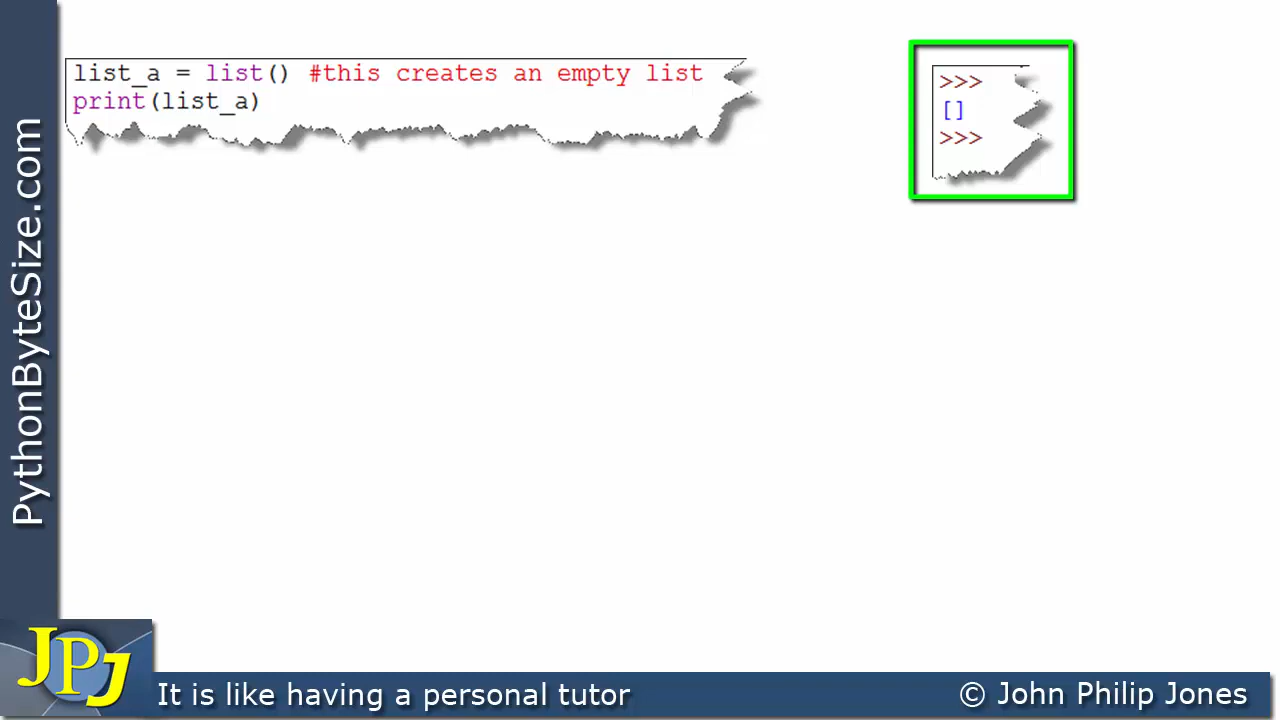 list_a = list() #this creates an empty list
print(list_a)
>>>
[]
>>>
PythonByteSize.com
JPJ
It is like having a personal tutor
© John Philip Jones